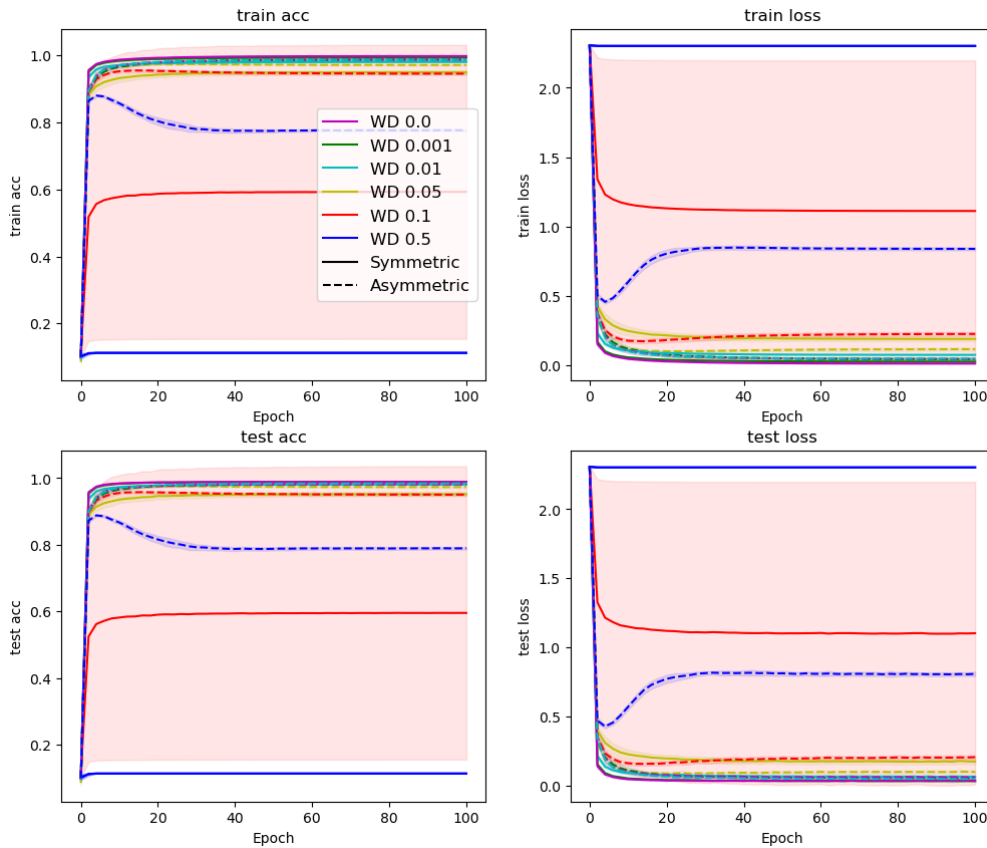 train acc
train acc
1.0
0.8
0.6
0.4
0.2
0
20
40
60
80
100
Epoch
WD 0.0
WD 0.001
WD 0.01
WD 0.05
WD 0.1
WD 0.5
Symmetric
Asymmetric
train loss
train loss
2.0
1.5
1.0
0.5
0.0
0
20
40
60
80
100
Epoch
test acc
test acc
1.0
0.8
0.6
0.4
0.2
0
20
40
60
80
100
Epoch
test loss
test loss
2.0
1.5
1.0
0.5
0.0
0
20
40
60
80
100
Epoch